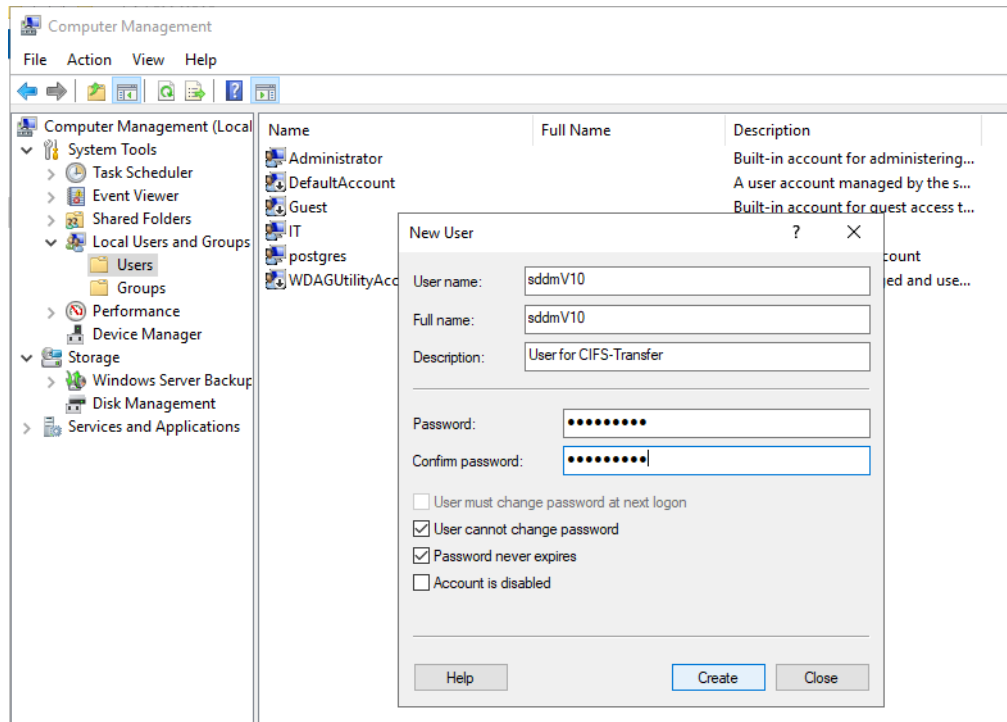 Computer Management
File Action View Help
Computer Management (Local
System Tools
Task Scheduler
Event Viewer
Shared Folders
Local Users and Groups
Users
Groups
Performance
Device Manager
Storage
Windows Server Backup
Disk Management
Services and Applications
Name Full Name Description
Administrator Built-in account for administering...
DefaultAccount A user account managed by the s...
Guest Built-in account for guest access t...
IT
postgres count
WDAGUtilityAcc ed and use...
New User
User name: sddmV10
Full name: sddmV10
Description: User for CIFS-Transfer
Password: •••••••••
Confirm password: •••••••••
User must change password at next logon
User cannot change password
Password never expires
Account is disabled
Help Create Close